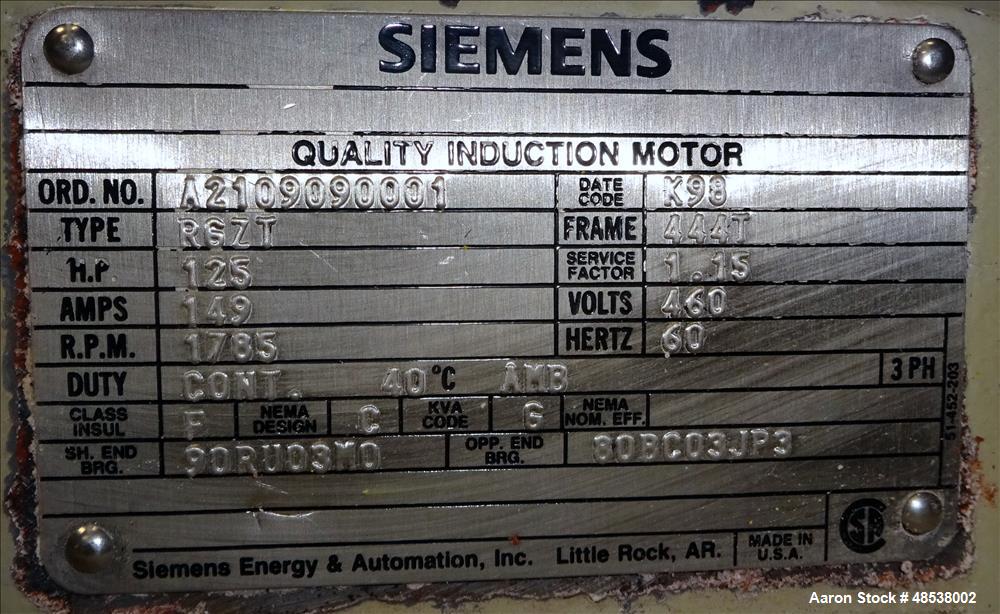 SIEMENS
QUALITY INDUCTION MOTOR
ORD. NO. A2109090001 DATE CODE K98
TYPE RGZT FRAME 444T
H.P. 125 SERVICE FACTOR 1.15
AMPS 149 VOLTS 460
R.P.M. 1785 HERTZ 60
DUTY CONT. 40°C AMB 3 PH
CLASS INSUL F NEMA DESIGN C KVA CODE G NEMA NOM. EFF.
SH. END BRG. 90RU03M0 OPP. END BRG. 80BC03JP3
51-452-203
Siemens Energy & Automation, Inc. Little Rock, AR. MADE IN U.S.A. SA
Aaron Stock # 48538002